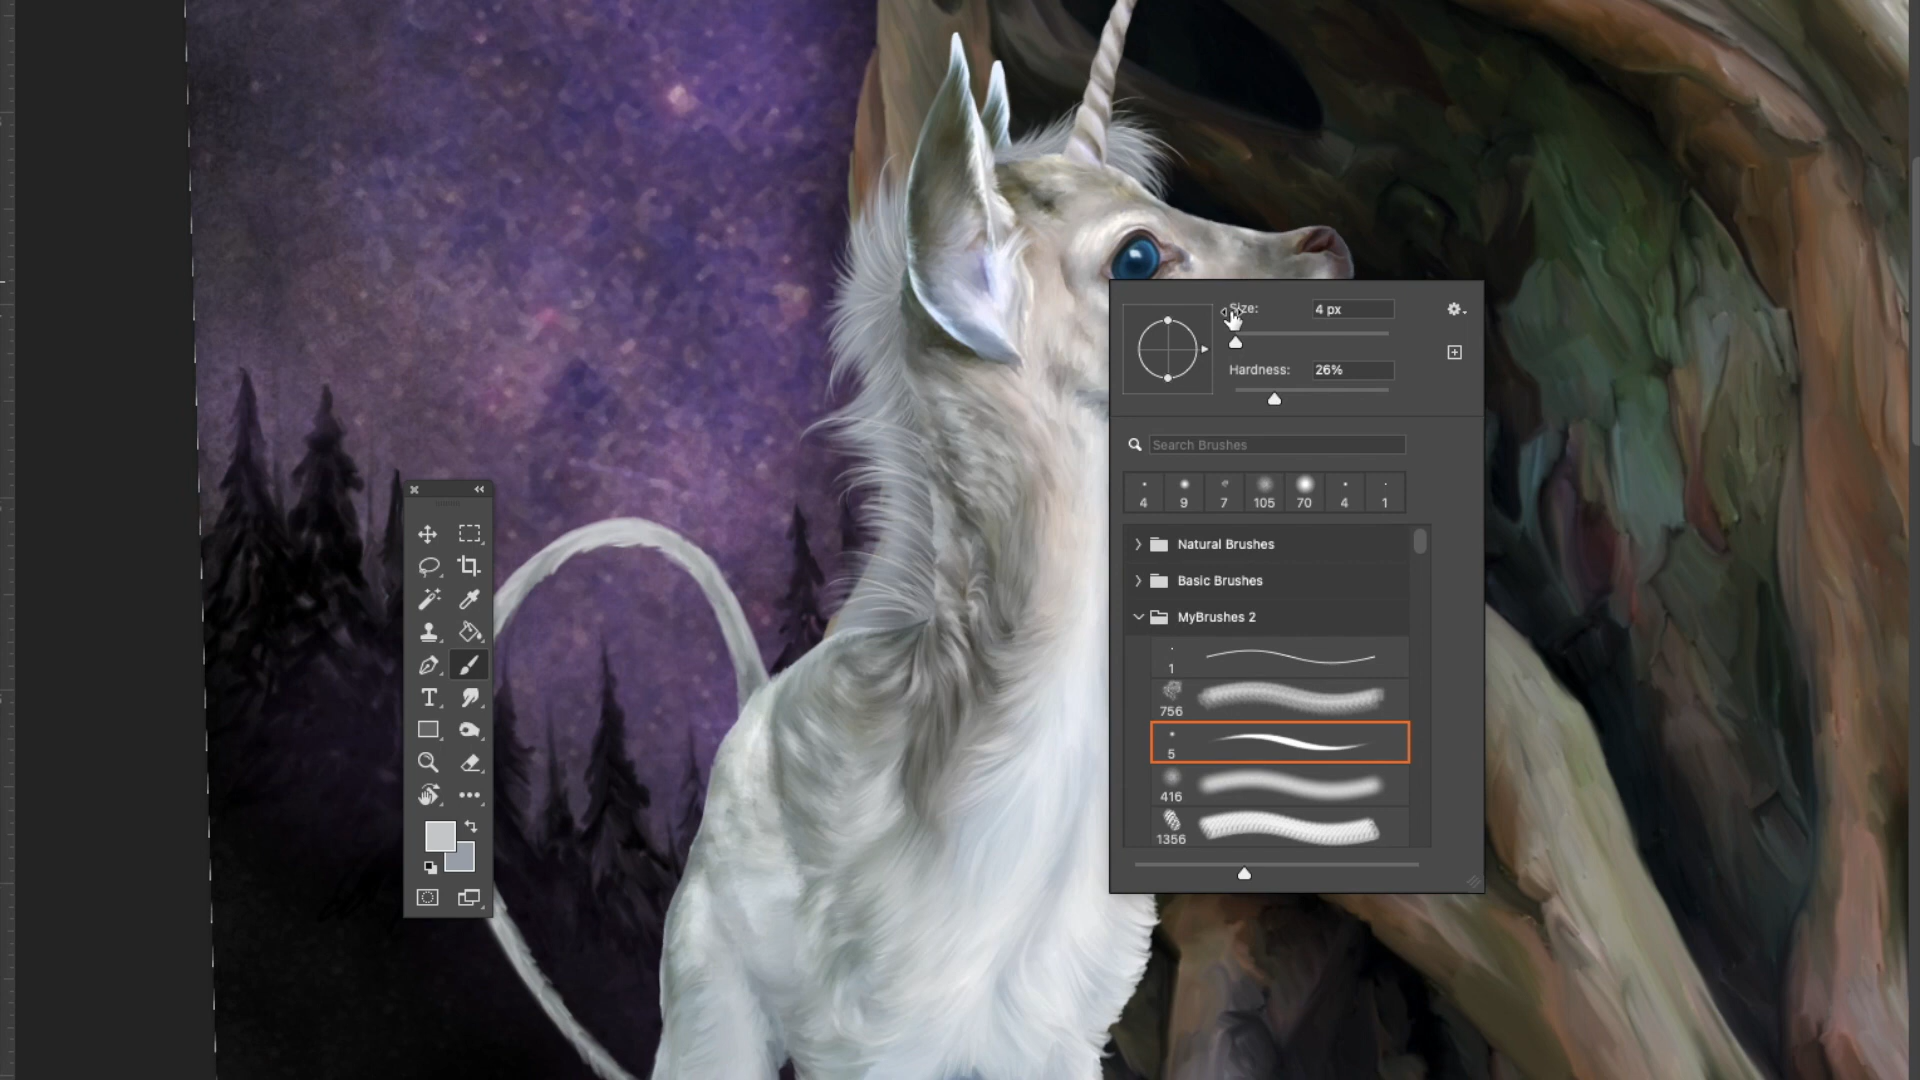 Size:
4 px
Hardness:
26%
Search Brushes
4 9 7 105 70 4 1
Natural Brushes
Basic Brushes
MyBrushes 2
1
756
5
416
1356